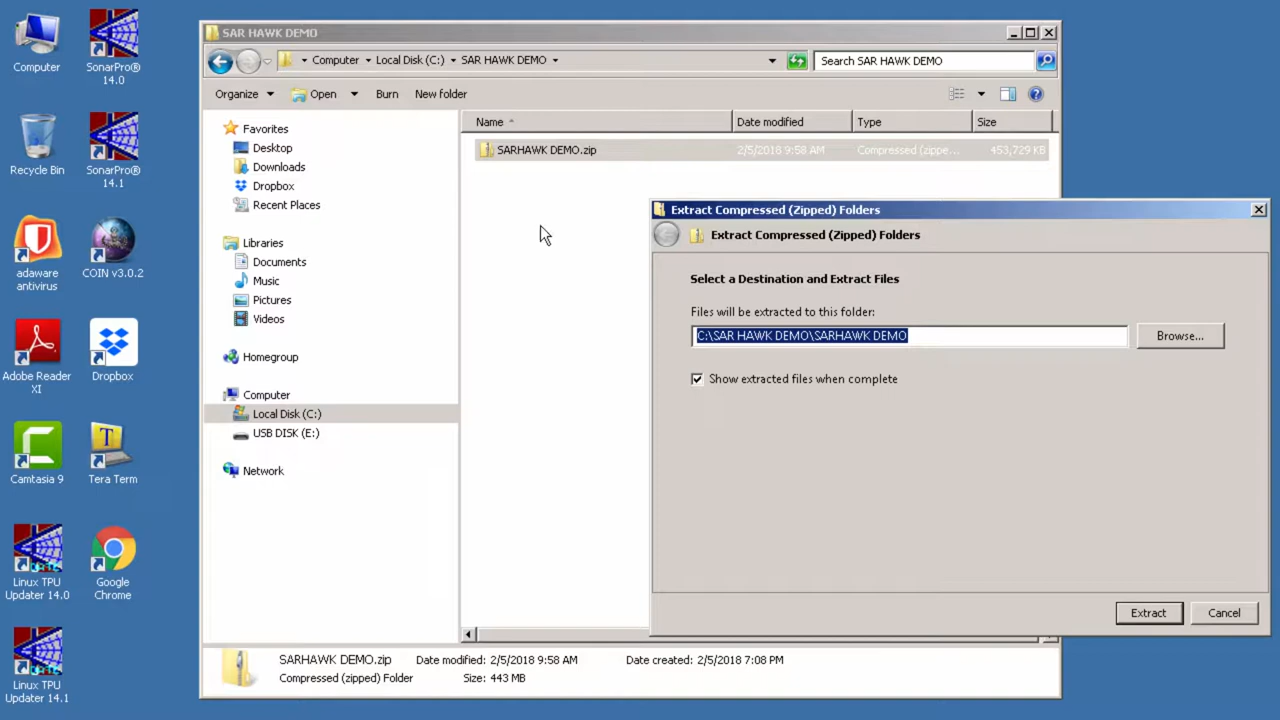 Computer
SonarPro®
14.0
Recycle Bin
SonarPro®
14.1
adaware
antivirus
COIN v3.0.2
Adobe Reader
XI
Dropbox
Camtasia 9
Tera Term
Linux TPU
Updater 14.0
Google
Chrome
Linux TPU
Updater 14.1
SAR HAWK DEMO
Computer Local Disk (C:) SAR HAWK DEMO
Search SAR HAWK DEMO
Organize Open Burn New folder
Favorites
Desktop
Downloads
Dropbox
Recent Places
Libraries
Documents
Music
Pictures
Videos
Homegroup
Computer
Local Disk (C:)
USB DISK (E:)
Network
Name Date modified Type Size
SARHAWK DEMO.zip 2/5/2018 9:58 AM Compressed (zippe... 453,729 KB
Extract Compressed (Zipped) Folders
Extract Compressed (Zipped) Folders
Select a Destination and Extract Files
Files will be extracted to this folder:
C:\SAR HAWK DEMO\SARHAWK DEMO
Browse...
Show extracted files when complete
Extract Cancel
SARHAWK DEMO.zip Date modified: 2/5/2018 9:58 AM Date created: 2/5/2018 7:08 PM
Compressed (zipped) Folder Size: 443 MB